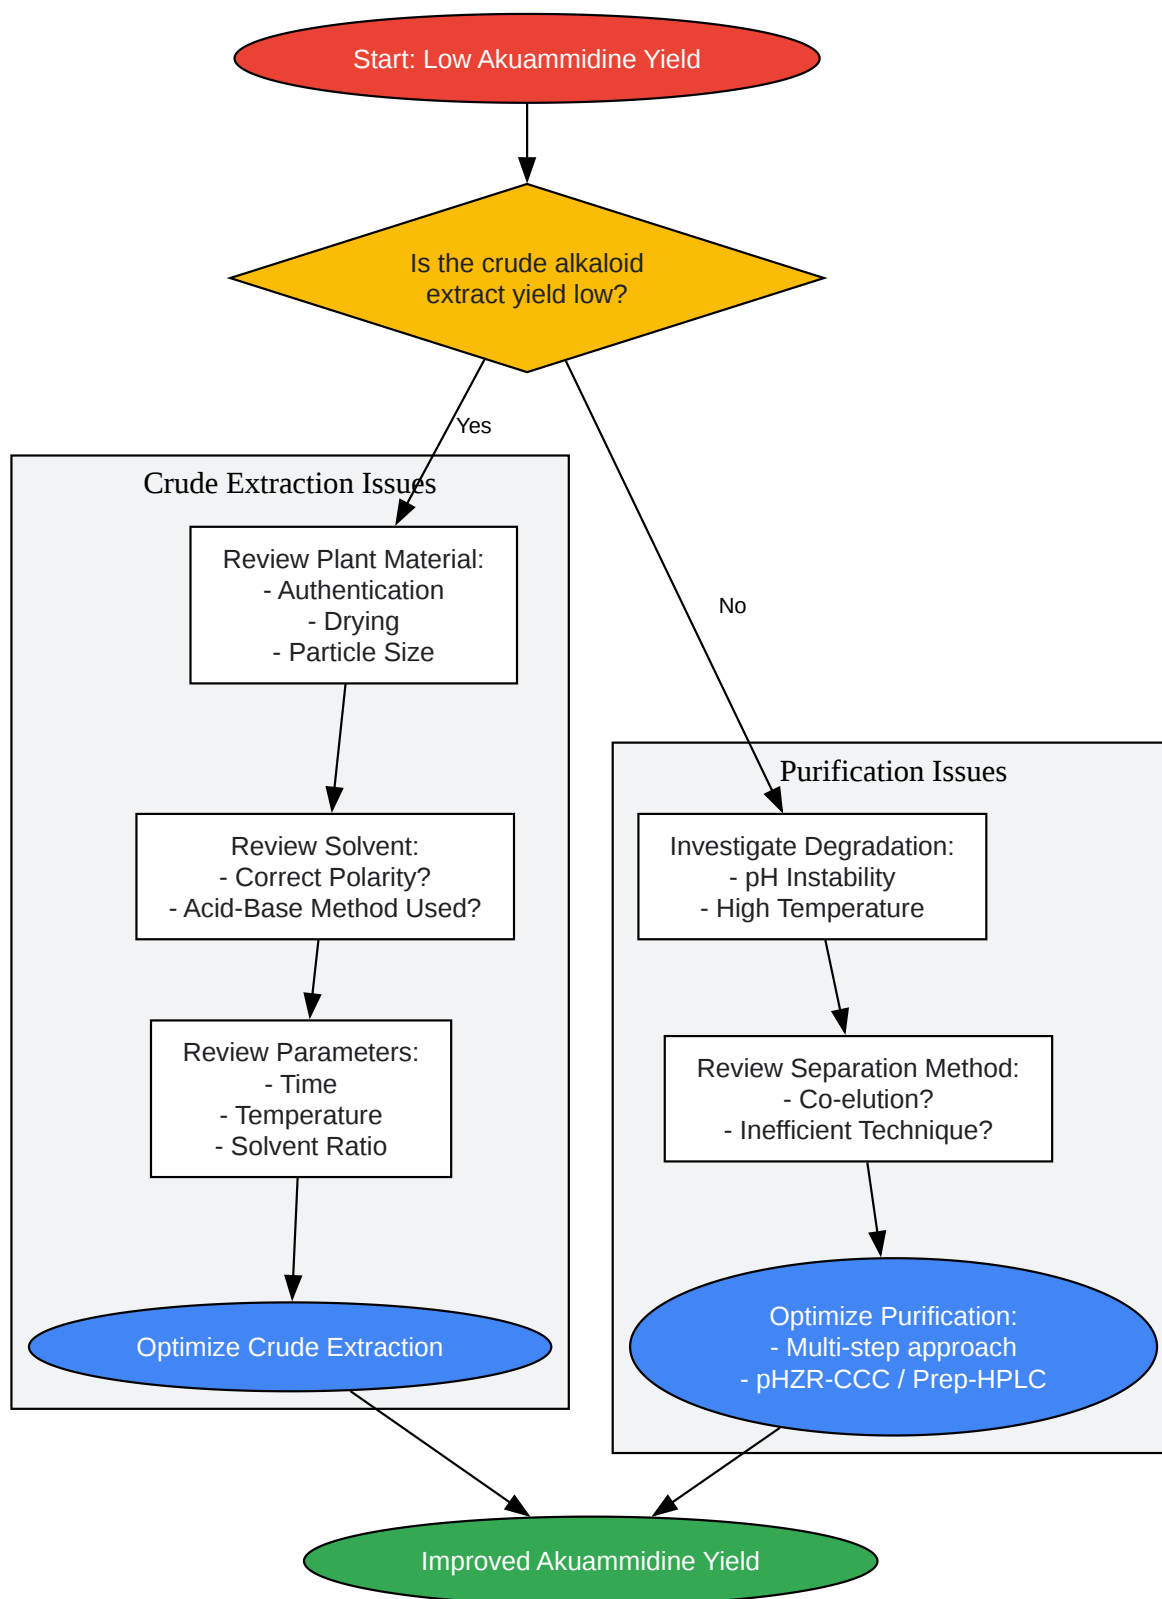 Start: Low Akuammidine Yield
Is the crude alkaloid
extract yield low?
Yes
No
Crude Extraction Issues
Review Plant Material:
- Authentication
- Drying
- Particle Size
Review Solvent:
- Correct Polarity?
- Acid-Base Method Used?
Review Parameters:
- Time
- Temperature
- Solvent Ratio
Optimize Crude Extraction
Purification Issues
Investigate Degradation:
- pH Instability
- High Temperature
Review Separation Method:
- Co-elution?
- Inefficient Technique?
Optimize Purification:
- Multi-step approach
- pHZR-CCC / Prep-HPLC
Improved Akuammidine Yield